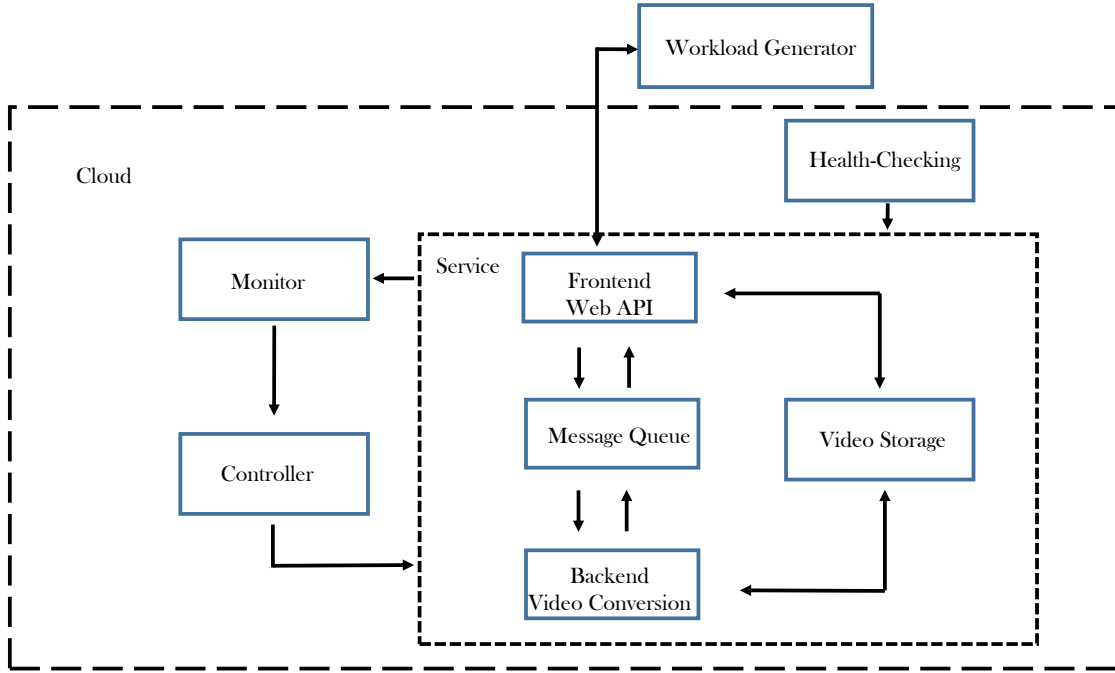 Workload Generator
Health-Checking
Cloud
Service
Monitor
Frontend
Web API
Message Queue
Video Storage
Controller
Backend
Video Conversion